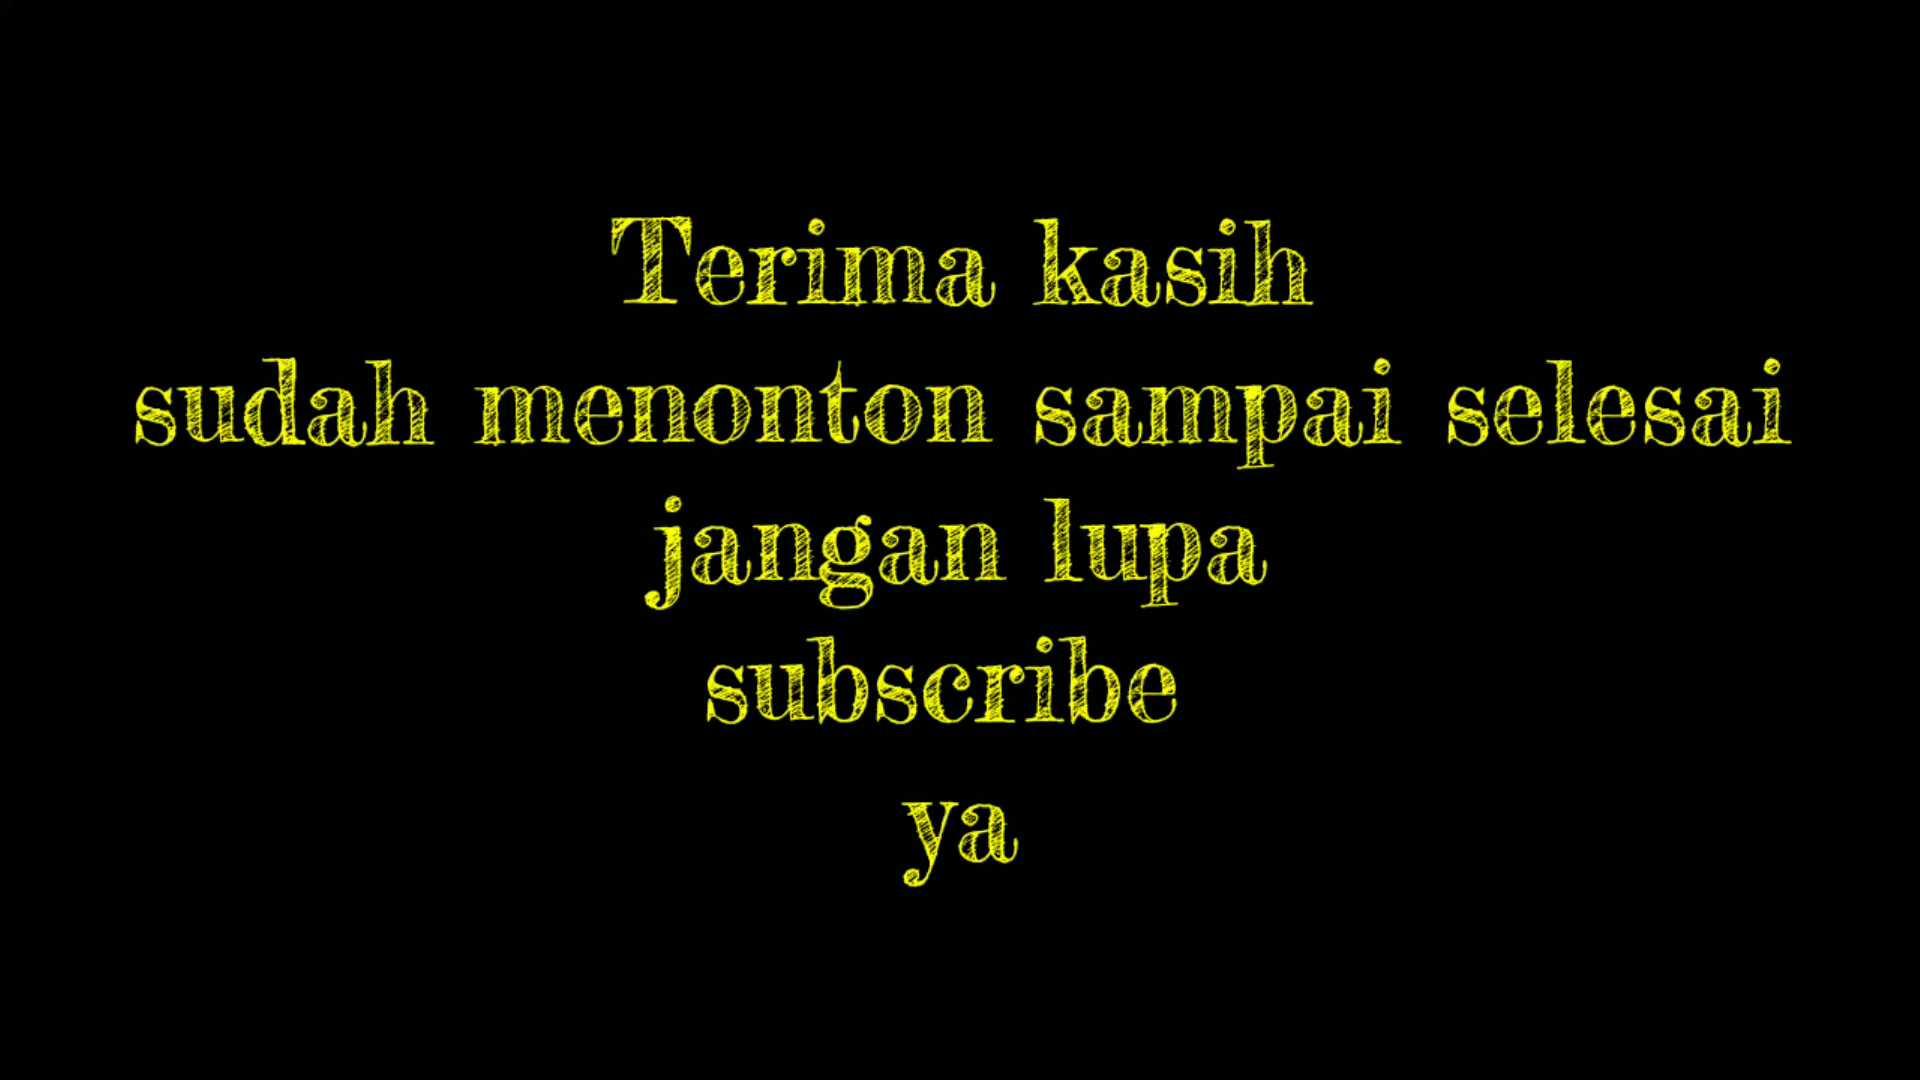 Terima kasih
sudah menonton sampai selesai
jangan lupa
subscribe
ya